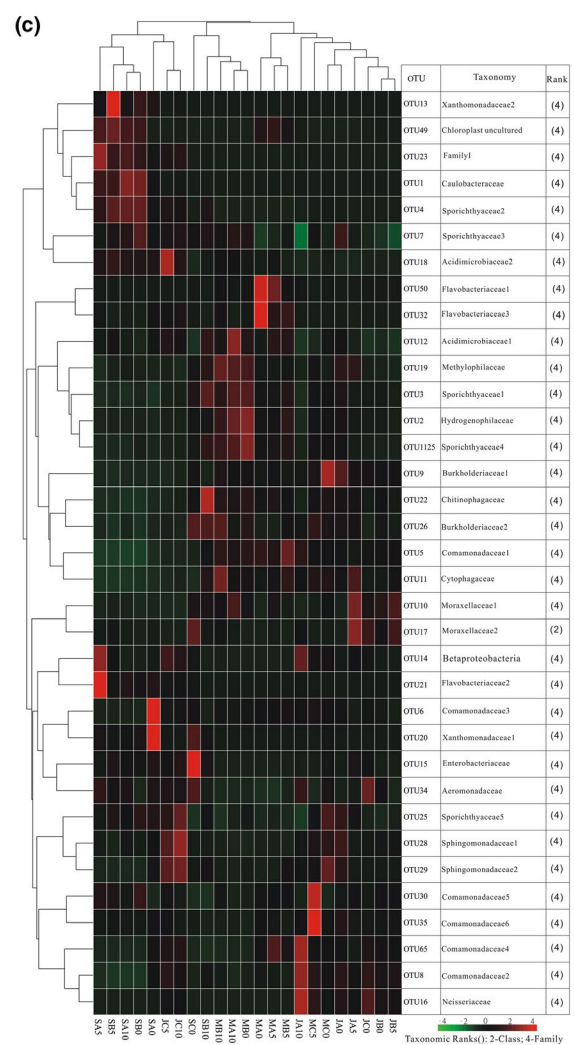 (c)
OTU Taxonomy Rank
OTU13 Xanthomonadaceae2 (4)
OTU49 Chloroplast uncultured (4)
OTU23 Family1 (4)
OTU1 Caulobacteraceae (4)
OTU4 Sporichthyaceae2 (4)
OTU7 Sporichthyaceae3 (4)
OTU18 Acidimicrobiaceae2 (4)
OTU50 Flavobacteriaceae1 (4)
OTU32 Flavobacteriaceae3 (4)
OTU12 Acidimicrobiaceae1 (4)
OTU19 Methylophilaceae (4)
OTU3 Sporichthyaceae1 (4)
OTU2 Hydrogenophilaceae (4)
OTU1125 Sporichthyaceae4 (4)
OTU9 Burkholderiaceae1 (4)
OTU22 Chitinophagaceae (4)
OTU26 Burkholderiaceae2 (4)
OTU5 Comamonadaceae1 (4)
OTU11 Cytophagaceae (4)
OTU10 Moraxellaceae1 (4)
OTU17 Moraxellaceae2 (2)
OTU14 Betaproteobacteria (4)
OTU21 Flavobacteriaceae2 (4)
OTU6 Comamonadaceae3 (4)
OTU20 Xanthomonadaceae1 (4)
OTU15 Enterobacteriaceae (4)
OTU34 Aeromonadaceae (4)
OTU25 Sporichthyaceae5 (4)
OTU28 Sphingomonadaceae1 (4)
OTU29 Sphingomonadaceae2 (4)
OTU30 Comamonadaceae5 (4)
OTU35 Comamonadaceae6 (4)
OTU65 Comamonadaceae4 (4)
OTU8 Comamonadaceae2 (4)
OTU16 Neisseriaceae (4)
SA5 SB5 SA10 SB0 SA0 JC5 JC10 SC0 SB10 MB10 MA10 MB0 MA0 MA5 MB5 JA10 MC5 MC0 JA0 JA5 JC0 JB0 JB5
-4 -2 0 2 4
Taxonomic Ranks(): 2-Class; 4-Family